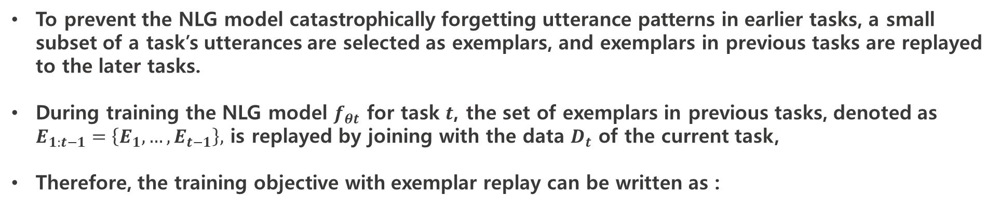 • To prevent the NLG model catastrophically forgetting utterance patterns in earlier tasks, a small
subset of a task’s utterances are selected as exemplars, and exemplars in previous tasks are replayed
to the later tasks.
• During training the NLG model f_θt for task t, the set of exemplars in previous tasks, denoted as
E_{1:t−1} = {E_1, … , E_{t−1}}, is replayed by joining with the data D_t of the current task,
• Therefore, the training objective with exemplar replay can be written as :